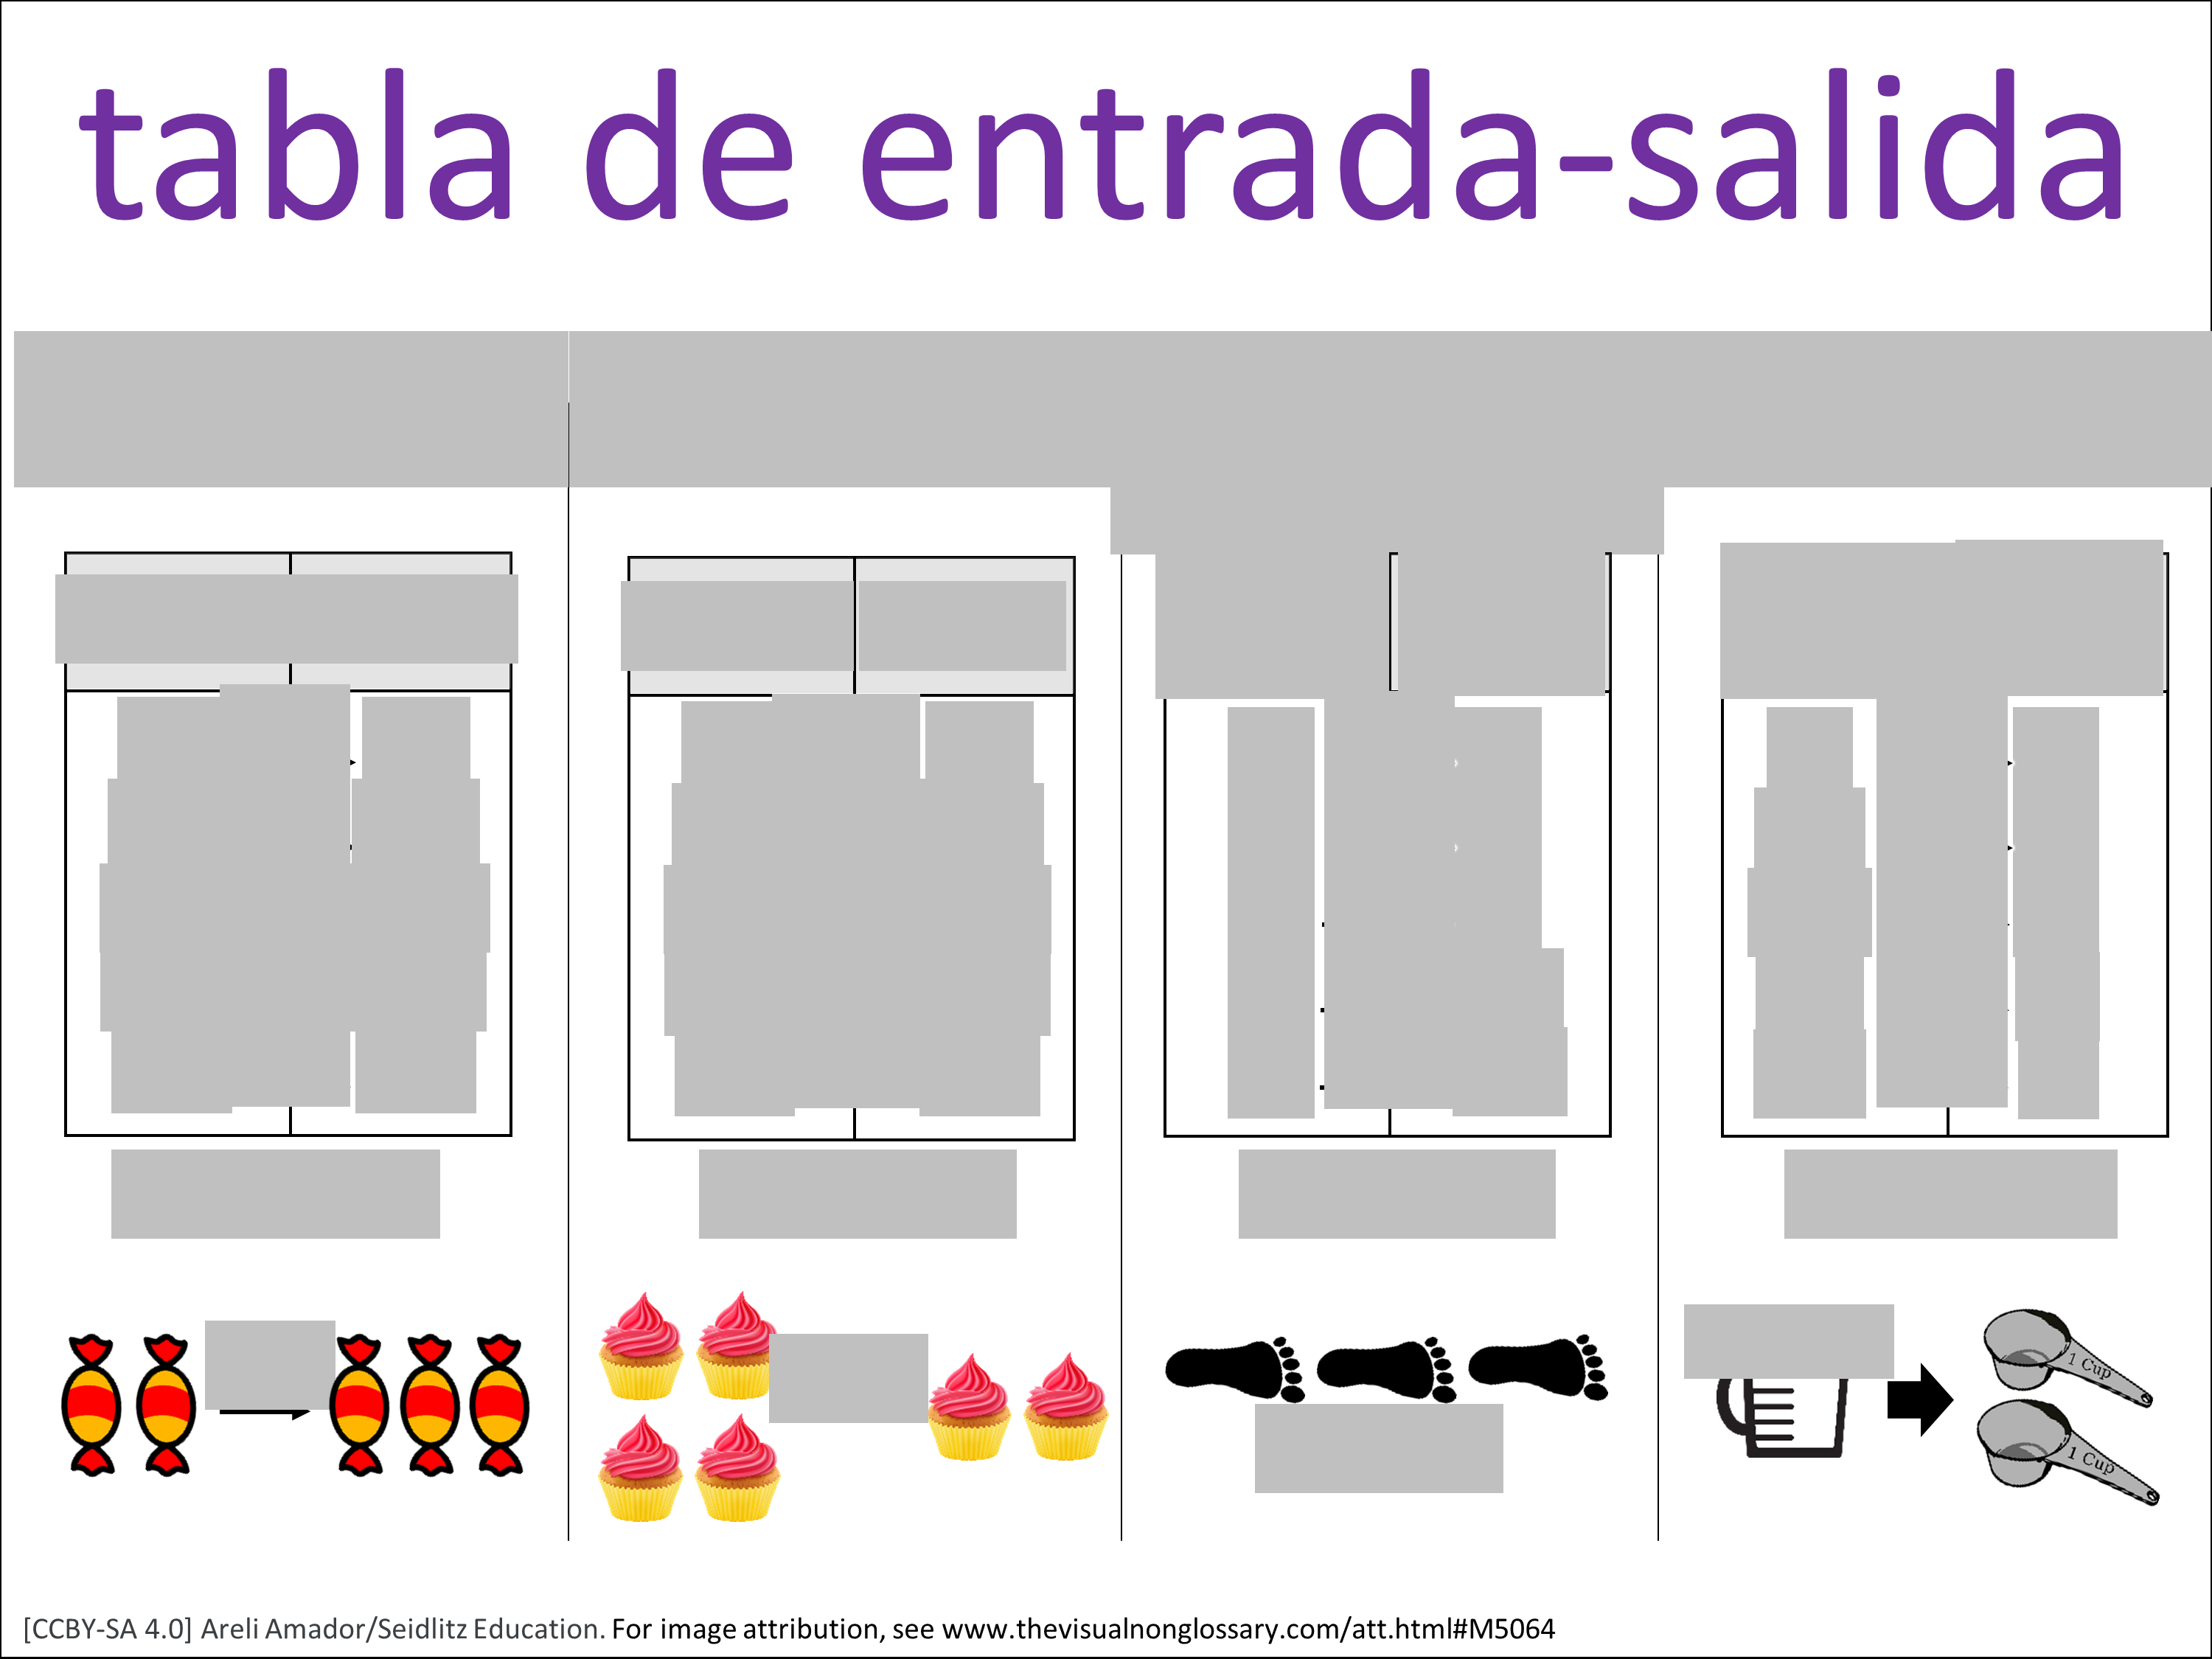 tabla de entrada-salida
1 Cup
1 Cup
[CCBY-SA 4.0] Areli Amador/Seidlitz Education. For image attribution, see www.thevisualnonglossary.com/att.html#M5064